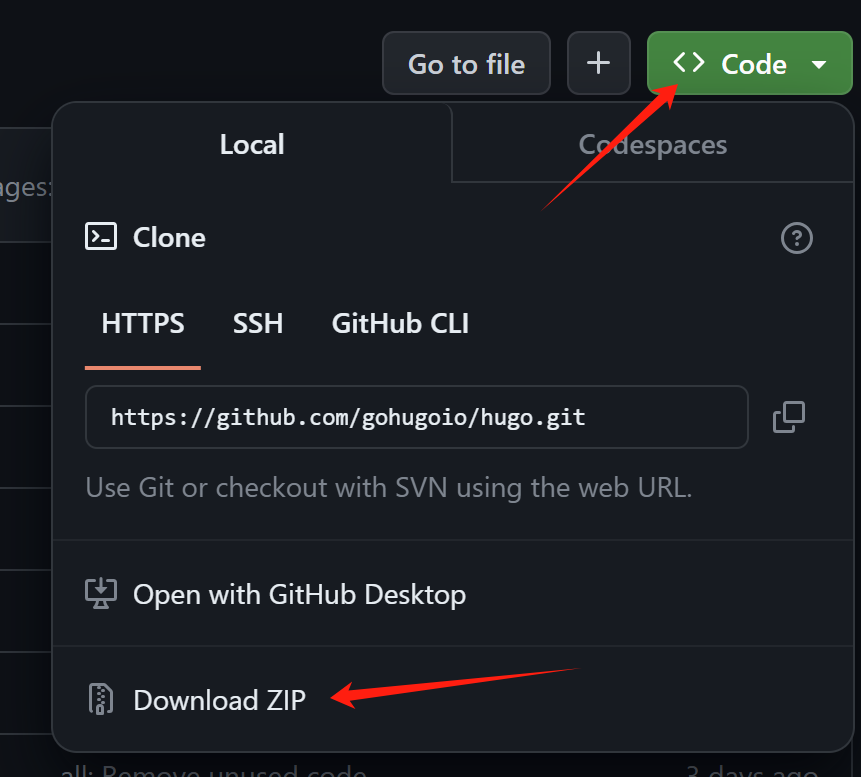 Go to file
+
<> Code
Local
Codespaces
ages:
Clone
HTTPS SSH GitHub CLI
https://github.com/gohugoio/hugo.git
Use Git or checkout with SVN using the web URL.
Open with GitHub Desktop
Download ZIP
all: Remove unused code
3 days ago